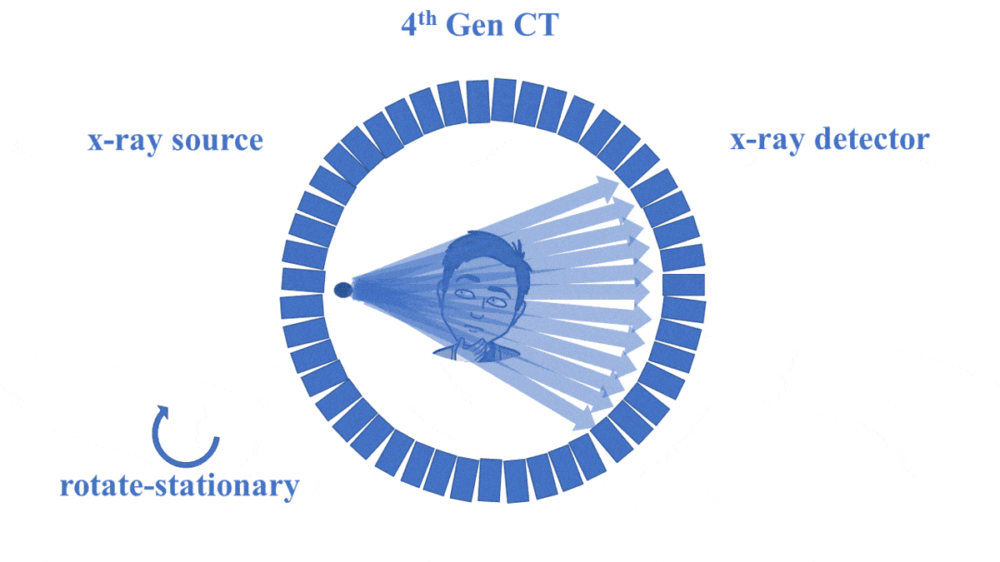 4th Gen CT
x-ray source
x-ray detector
rotate-stationary